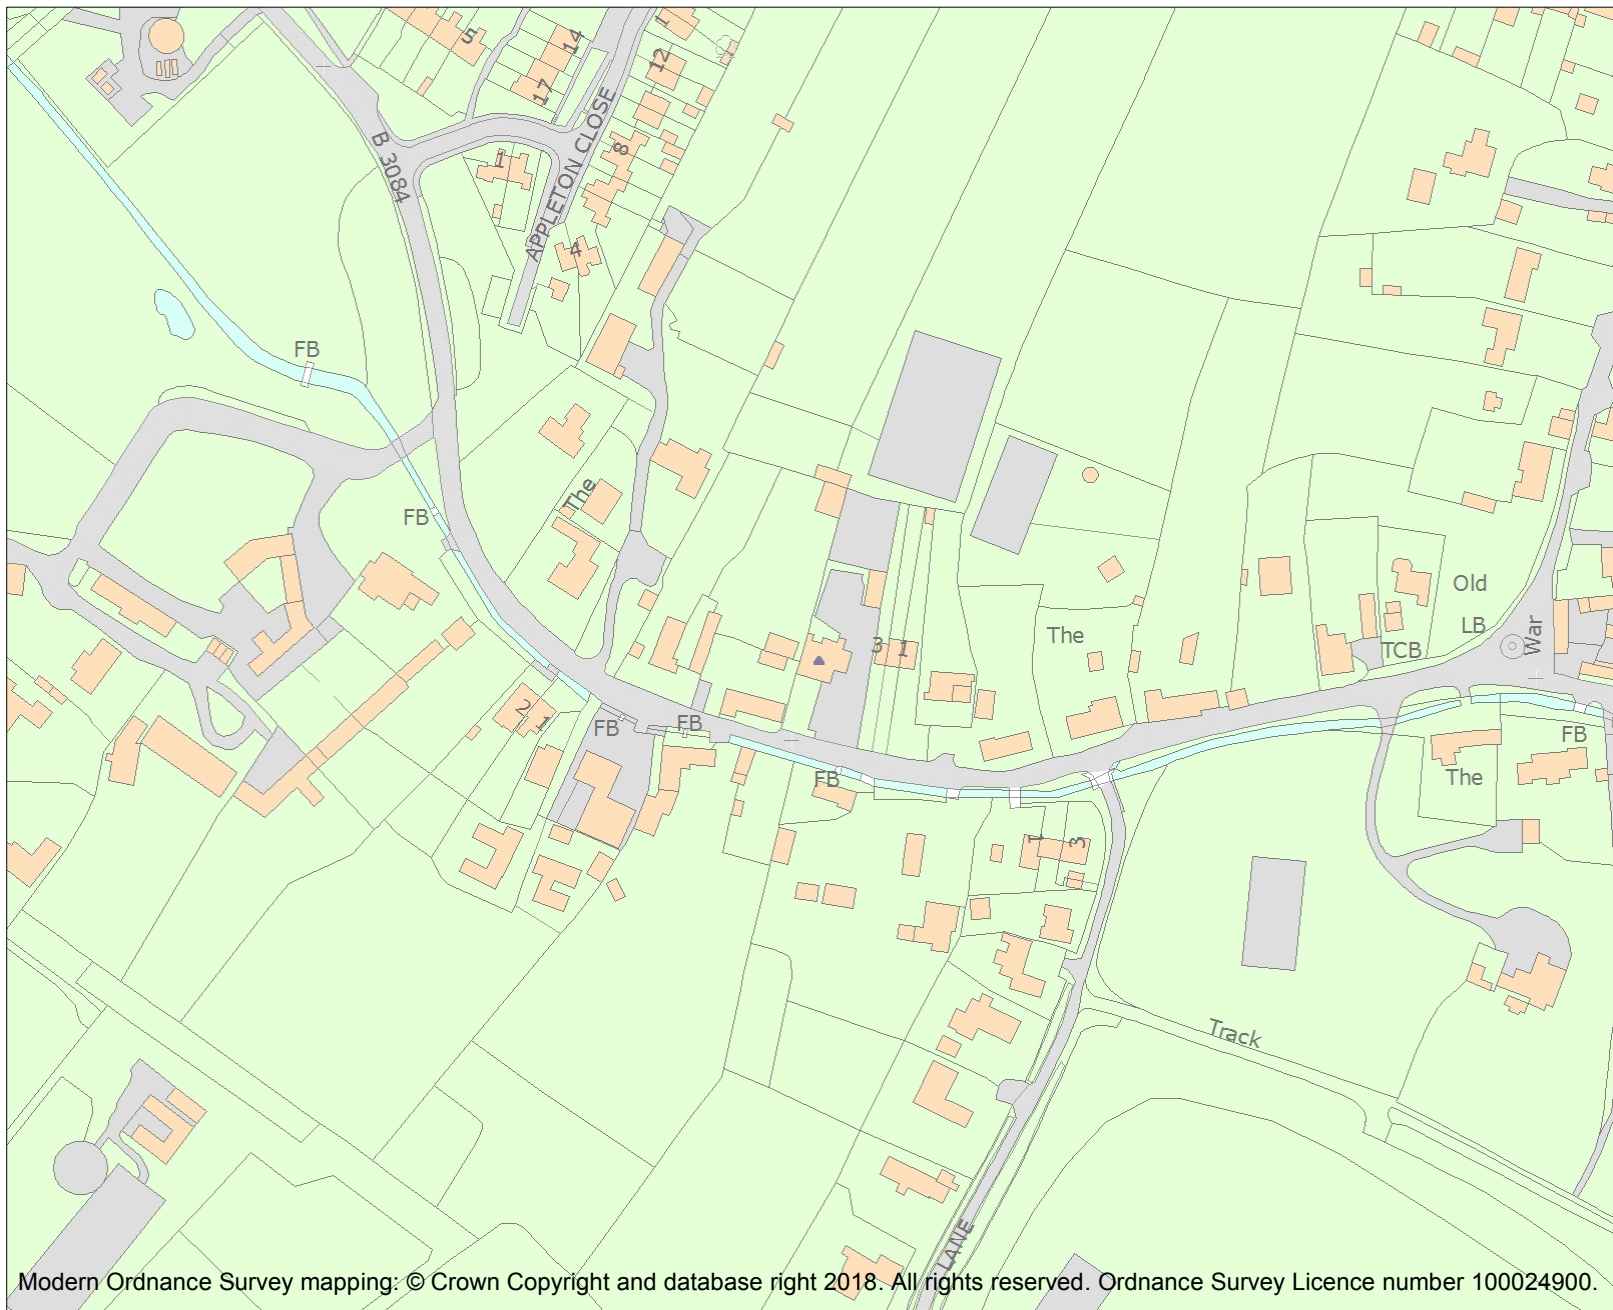 5
14
1
12
17
B 3084
APPLETON CLOSE
8
1
4
FB
The
FB
Old
LB
War
The
3 1
TCB
2 1
FB
FB
FB
FB
The
1
3
Track
LANE
Modern Ordnance Survey mapping: © Crown Copyright and database right 2018. All rights reserved. Ordnance Survey Licence number 100024900.